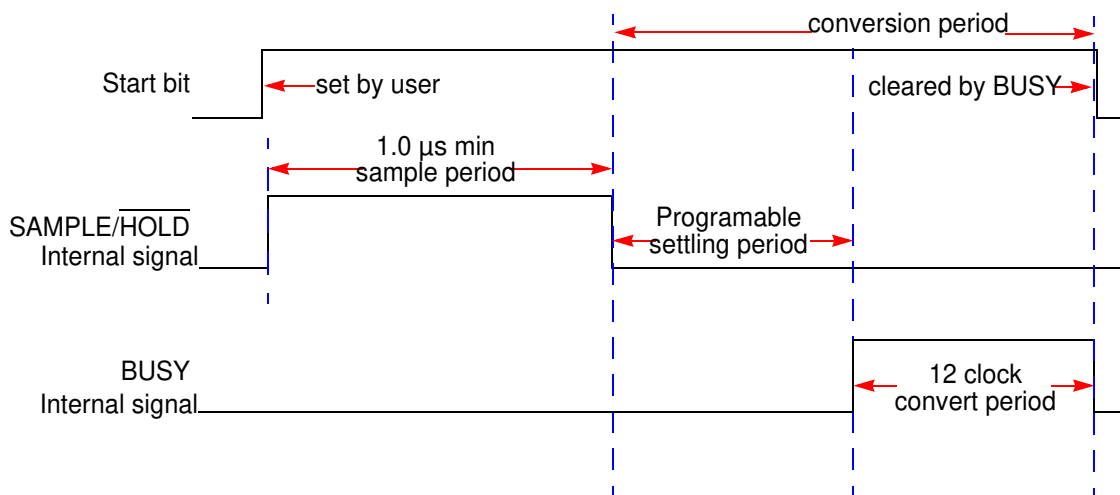 conversion period
Start bit
set by user
cleared by BUSY
1.0 µs min
sample period
SAMPLE/HOLD
Internal signal
Programable
settling period
BUSY
Internal signal
12 clock
convert period